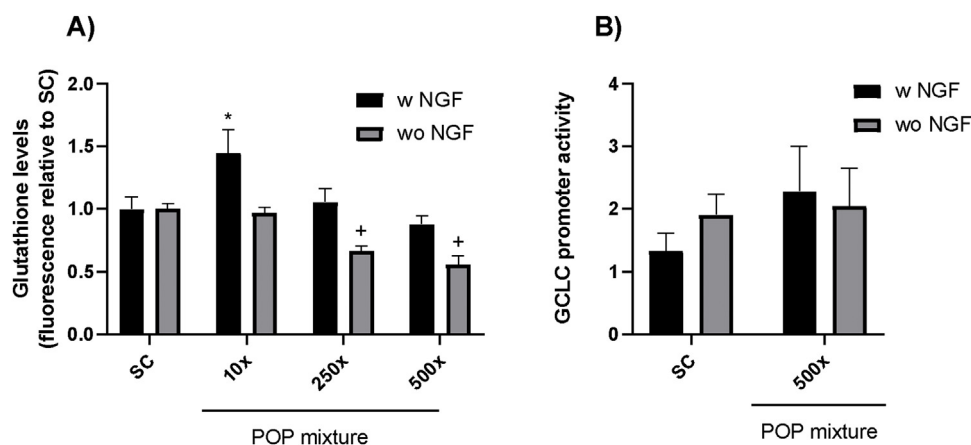 A)
Glutathione levels
(fluorescence relative to SC)
2.0
1.5
1.0
0.5
0.0
w NGF
wo NGF
*
+
+
SC
10x
250x
500x
POP mixture
B)
GCLC promoter activity
4
3
2
1
0
w NGF
wo NGF
SC
500x
POP mixture